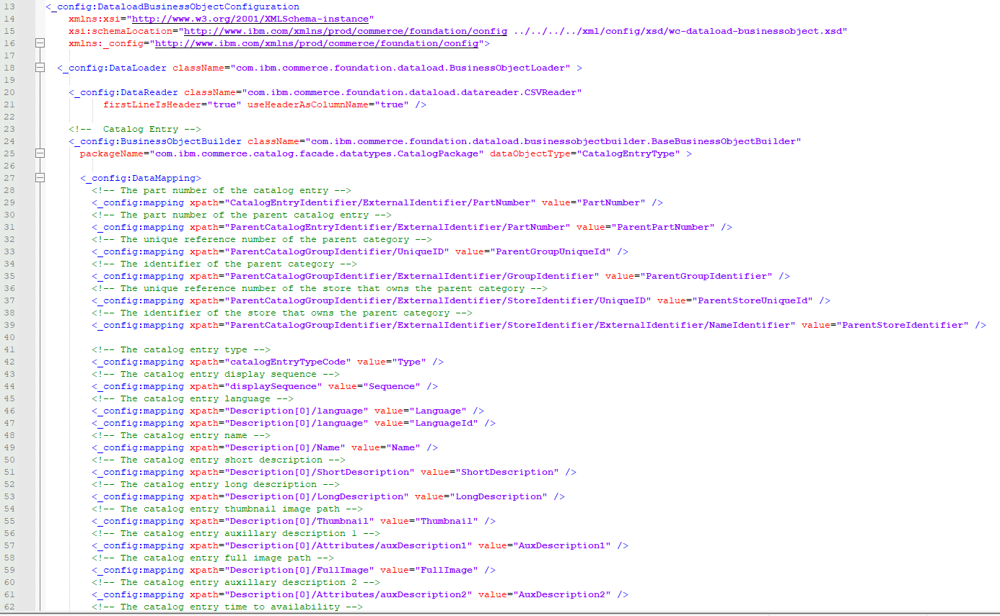 13 <_config:DataloadBusinessObjectConfiguration
14 xmlns:xsi="http://www.w3.org/2001/XMLSchema-instance"
15 xsi:schemaLocation="http://www.ibm.com/xmlns/prod/commerce/foundation/config ../../../../xml/config/xsd/wc-dataload-businessobject.xsd"
16 xmlns:_config="http://www.ibm.com/xmlns/prod/commerce/foundation/config">
17
18 <_config:DataLoader className="com.ibm.commerce.foundation.dataload.BusinessObjectLoader" >
19
20 <_config:DataReader className="com.ibm.commerce.foundation.dataload.datareader.CSVReader"
21 firstLineIsHeader="true" useHeaderAsColumnName="true" />
22
23 <!--  Catalog Entry -->
24 <_config:BusinessObjectBuilder className="com.ibm.commerce.foundation.dataload.businessobjectbuilder.BaseBusinessObjectBuilder"
25 packageName="com.ibm.commerce.catalog.facade.datatypes.CatalogPackage" dataObjectType="CatalogEntryType" >
26
27 <_config:DataMapping>
28 <!-- The part number of the catalog entry -->
29 <_config:mapping xpath="CatalogEntryIdentifier/ExternalIdentifier/PartNumber" value="PartNumber" />
30 <!-- The part number of the parent catalog entry -->
31 <_config:mapping xpath="ParentCatalogEntryIdentifier/ExternalIdentifier/PartNumber" value="ParentPartNumber" />
32 <!-- The unique reference number of the parent category -->
33 <_config:mapping xpath="ParentCatalogGroupIdentifier/UniqueID" value="ParentGroupUniqueId" />
34 <!-- The identifier of the parent category -->
35 <_config:mapping xpath="ParentCatalogGroupIdentifier/ExternalIdentifier/GroupIdentifier" value="ParentGroupIdentifier" />
36 <!-- The unique reference number of the store that owns the parent category -->
37 <_config:mapping xpath="ParentCatalogGroupIdentifier/ExternalIdentifier/StoreIdentifier/UniqueID" value="ParentStoreUniqueId" />
38 <!-- The identifier of the store that owns the parent category -->
39 <_config:mapping xpath="ParentCatalogGroupIdentifier/ExternalIdentifier/StoreIdentifier/ExternalIdentifier/NameIdentifier" value="ParentStoreIdentifier" />
40
41 <!-- The catalog entry type -->
42 <_config:mapping xpath="catalogEntryTypeCode" value="Type" />
43 <!-- The catalog entry display sequence -->
44 <_config:mapping xpath="displaySequence" value="Sequence" />
45 <!-- The catalog entry language -->
46 <_config:mapping xpath="Description[0]/language" value="Language" />
47 <_config:mapping xpath="Description[0]/language" value="LanguageId" />
48 <!-- The catalog entry name -->
49 <_config:mapping xpath="Description[0]/Name" value="Name" />
50 <!-- The catalog entry short description -->
51 <_config:mapping xpath="Description[0]/ShortDescription" value="ShortDescription" />
52 <!-- The catalog entry long description -->
53 <_config:mapping xpath="Description[0]/LongDescription" value="LongDescription" />
54 <!-- The catalog entry thumbnail image path -->
55 <_config:mapping xpath="Description[0]/Thumbnail" value="Thumbnail" />
56 <!-- The catalog entry auxillary description 1 -->
57 <_config:mapping xpath="Description[0]/Attributes/auxDescription1" value="AuxDescription1" />
58 <!-- The catalog entry full image path -->
59 <_config:mapping xpath="Description[0]/FullImage" value="FullImage" />
60 <!-- The catalog entry auxillary description 2 -->
61 <_config:mapping xpath="Description[0]/Attributes/auxDescription2" value="AuxDescription2" />
62 <!-- The catalog entry time to availability -->